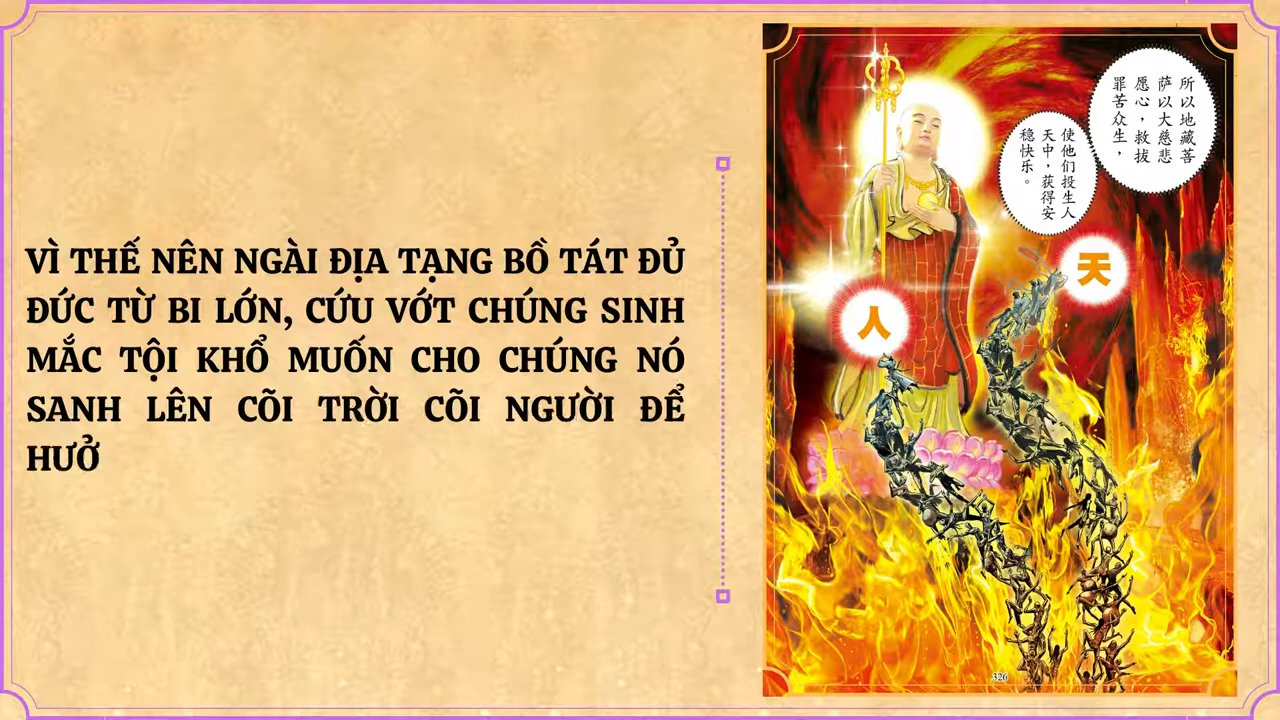 VÌ THẾ NÊN NGÀI ĐỊA TẠNG BỒ TÁT ĐỦ
ĐỨC TỪ BI LỚN, CỨU VỚT CHÚNG SINH
MẮC TỘI KHỔ MUỐN CHO CHÚNG NÓ
SANH LÊN CÕI TRỜI CÕI NGƯỜI ĐỂ
HƯỞ
所以地藏菩
萨以大慈悲
愿心，救拔
罪苦众生，
使他们投生人
天中，获得安
稳快乐。
天
人
326